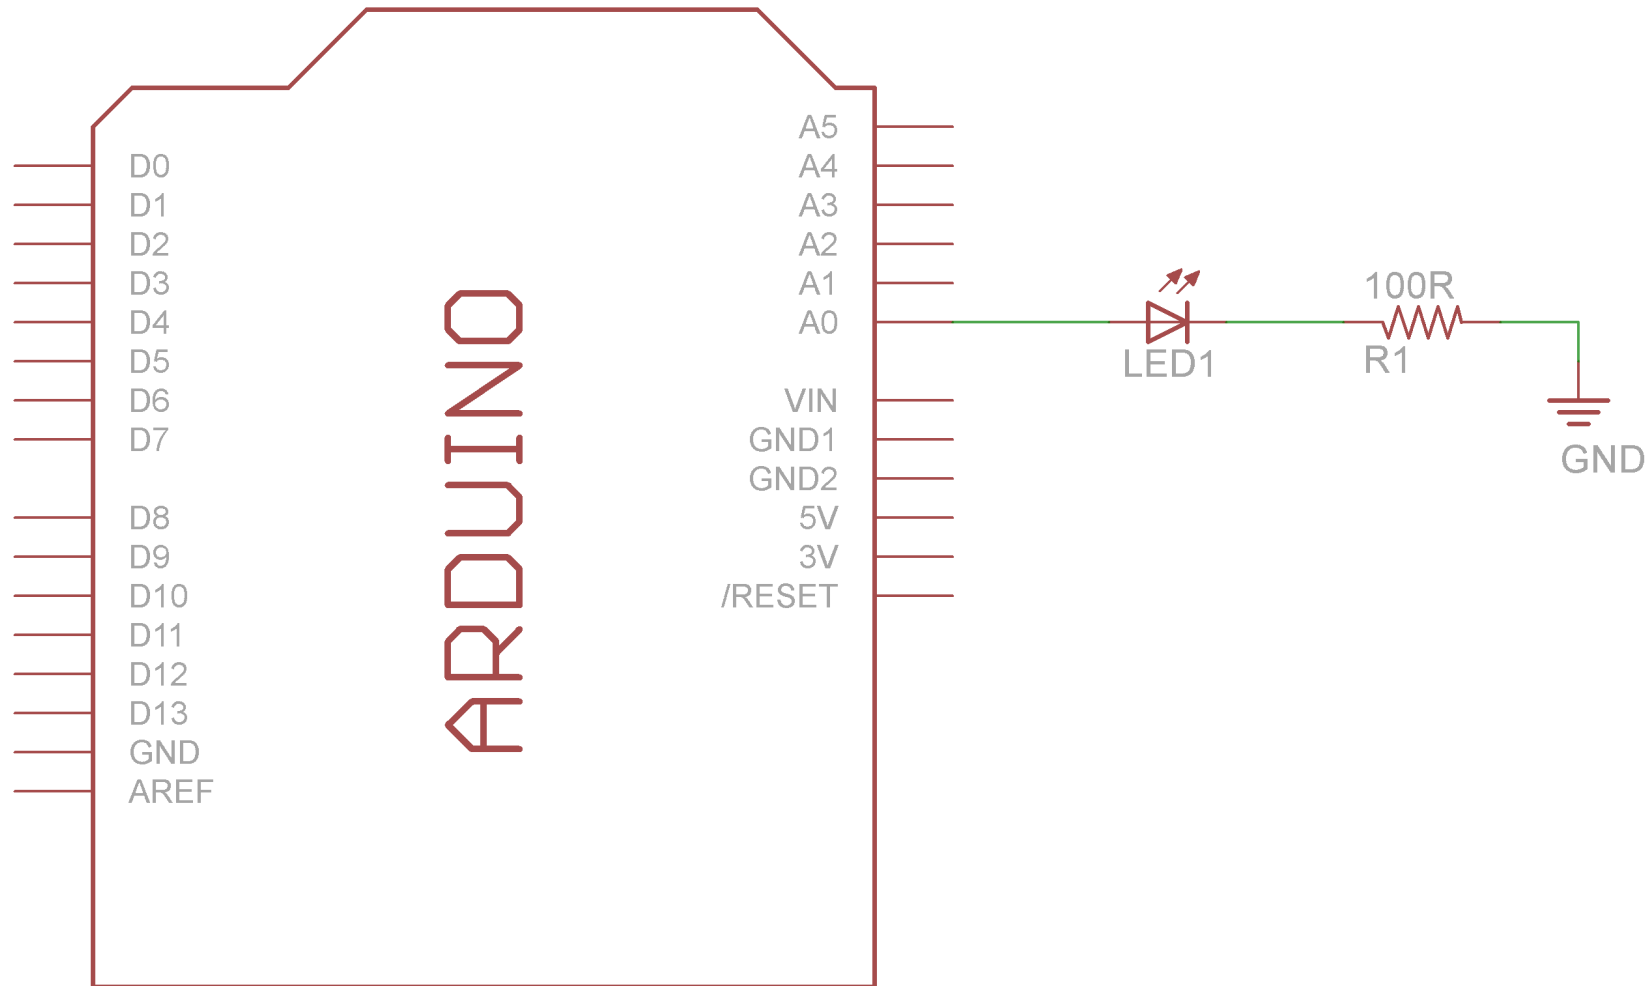 D0
D1
D2
D3
D4
D5
D6
D7
D8
D9
D10
D11
D12
D13
GND
AREF
ARDUINO
A5
A4
A3
A2
A1
A0
VIN
GND1
GND2
5V
3V
/RESET
LED1
100R
R1
GND